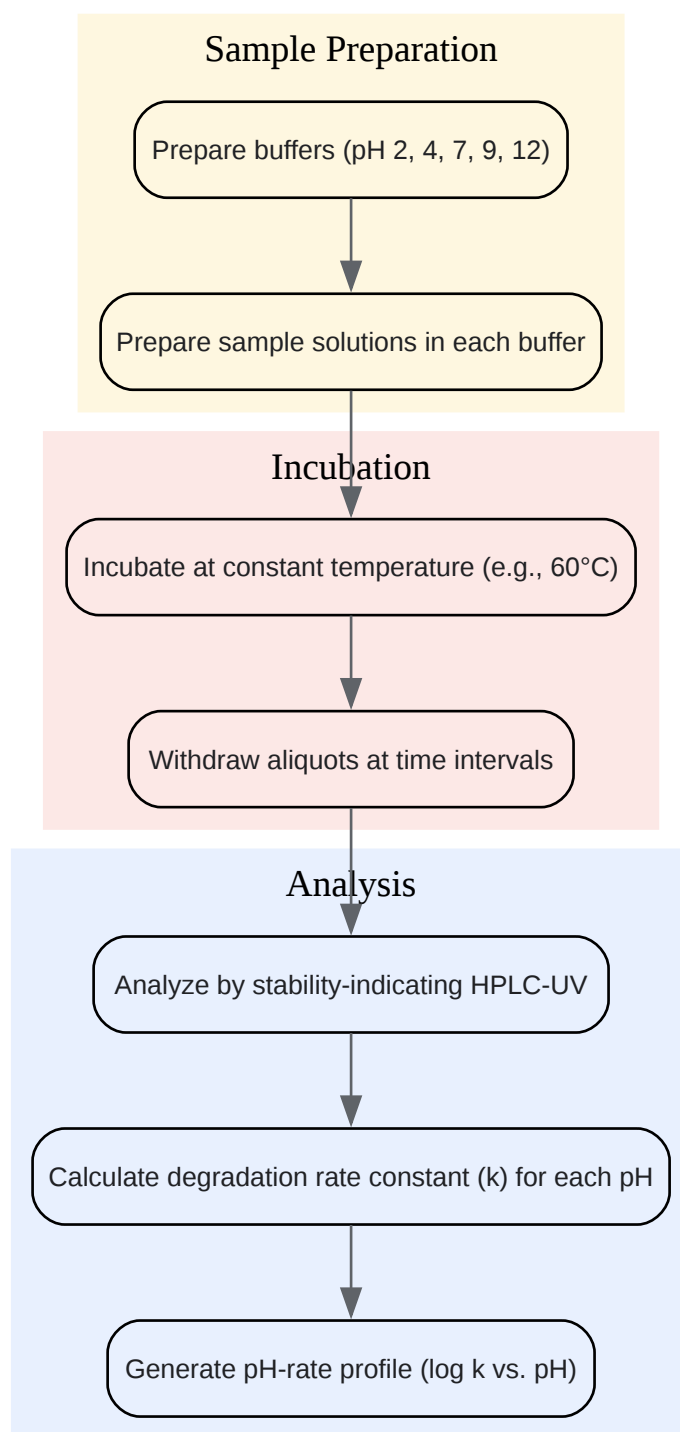 Sample Preparation
Prepare buffers (pH 2, 4, 7, 9, 12)
Prepare sample solutions in each buffer
Incubation
Incubate at constant temperature (e.g., 60°C)
Withdraw aliquots at time intervals
Analysis
Analyze by stability-indicating HPLC-UV
Calculate degradation rate constant (k) for each pH
Generate pH-rate profile (log k vs. pH)